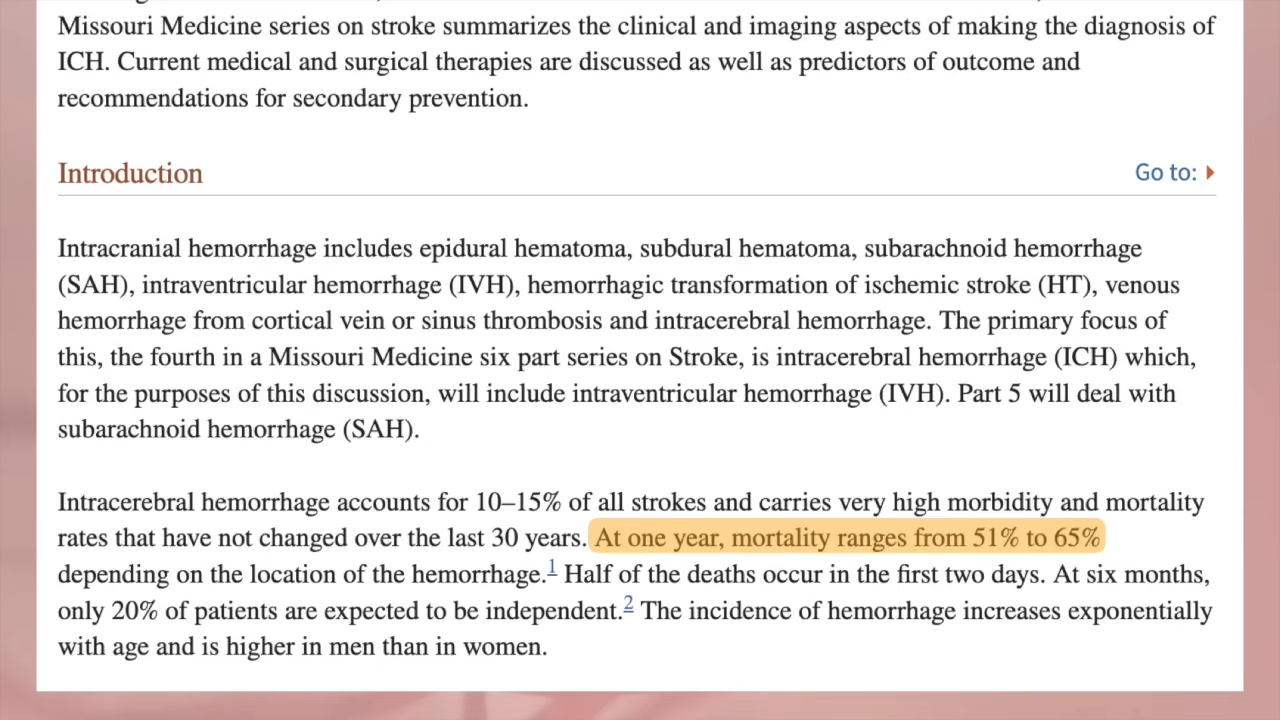 Missouri Medicine series on stroke summarizes the clinical and imaging aspects of making the diagnosis of
ICH. Current medical and surgical therapies are discussed as well as predictors of outcome and
recommendations for secondary prevention.
Introduction
Go to:
Intracranial hemorrhage includes epidural hematoma, subdural hematoma, subarachnoid hemorrhage
(SAH), intraventricular hemorrhage (IVH), hemorrhagic transformation of ischemic stroke (HT), venous
hemorrhage from cortical vein or sinus thrombosis and intracerebral hemorrhage. The primary focus of
this, the fourth in a Missouri Medicine six part series on Stroke, is intracerebral hemorrhage (ICH) which,
for the purposes of this discussion, will include intraventricular hemorrhage (IVH). Part 5 will deal with
subarachnoid hemorrhage (SAH).
Intracerebral hemorrhage accounts for 10–15% of all strokes and carries very high morbidity and mortality
rates that have not changed over the last 30 years. At one year, mortality ranges from 51% to 65%
depending on the location of the hemorrhage.1 Half of the deaths occur in the first two days. At six months,
only 20% of patients are expected to be independent.2 The incidence of hemorrhage increases exponentially
with age and is higher in men than in women.